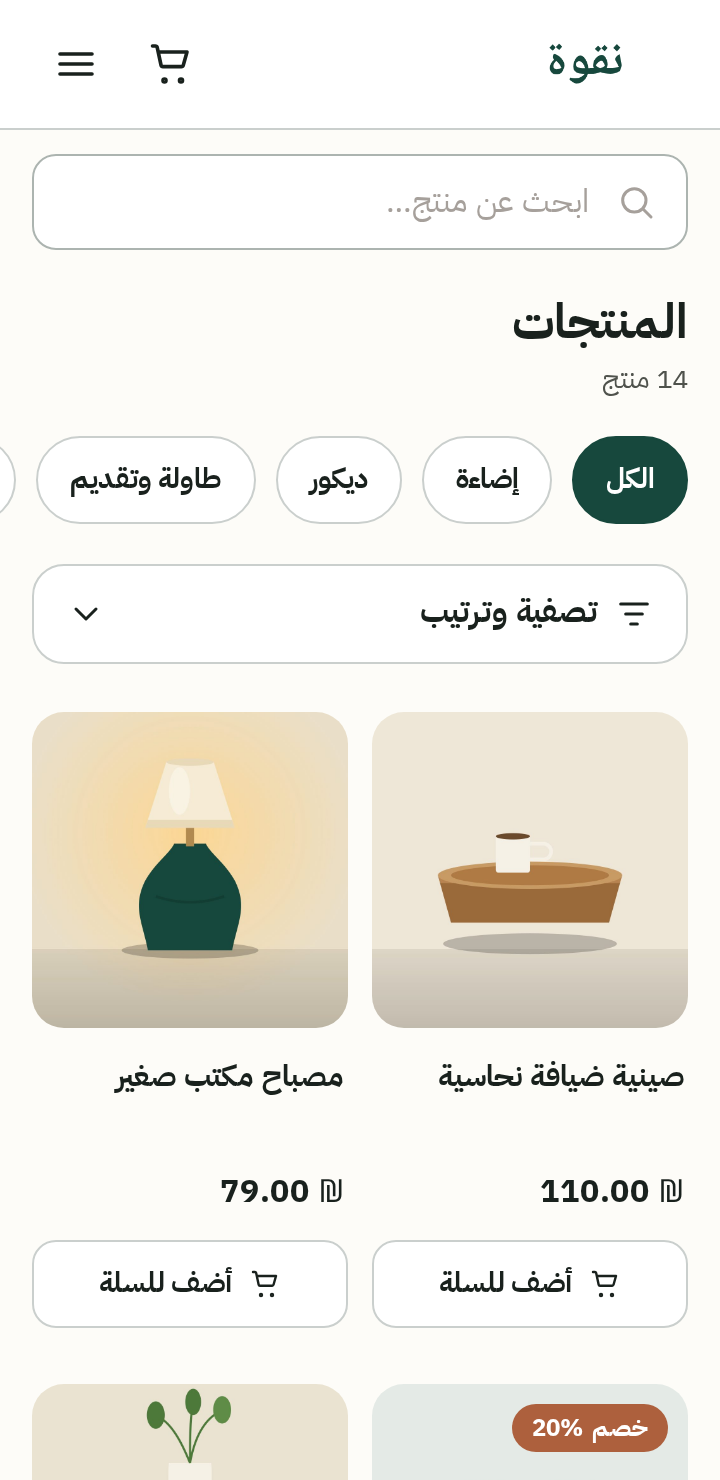 نقوة
ابحث عن منتج...
المنتجات
14 منتج
الكل
إضاءة
ديكور
طاولة وتقديم
تصفية وترتيب
صينية ضيافة نحاسية
₪ 110.00
أضف للسلة
مصباح مكتب صغير
₪ 79.00
أضف للسلة
خصم 20%